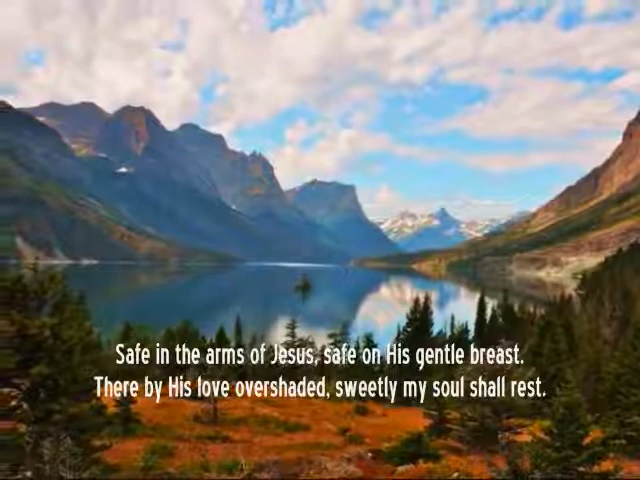 Safe in the arms of Jesus, safe on His gentle breast.
There by His love overshaded, sweetly my soul shall rest.